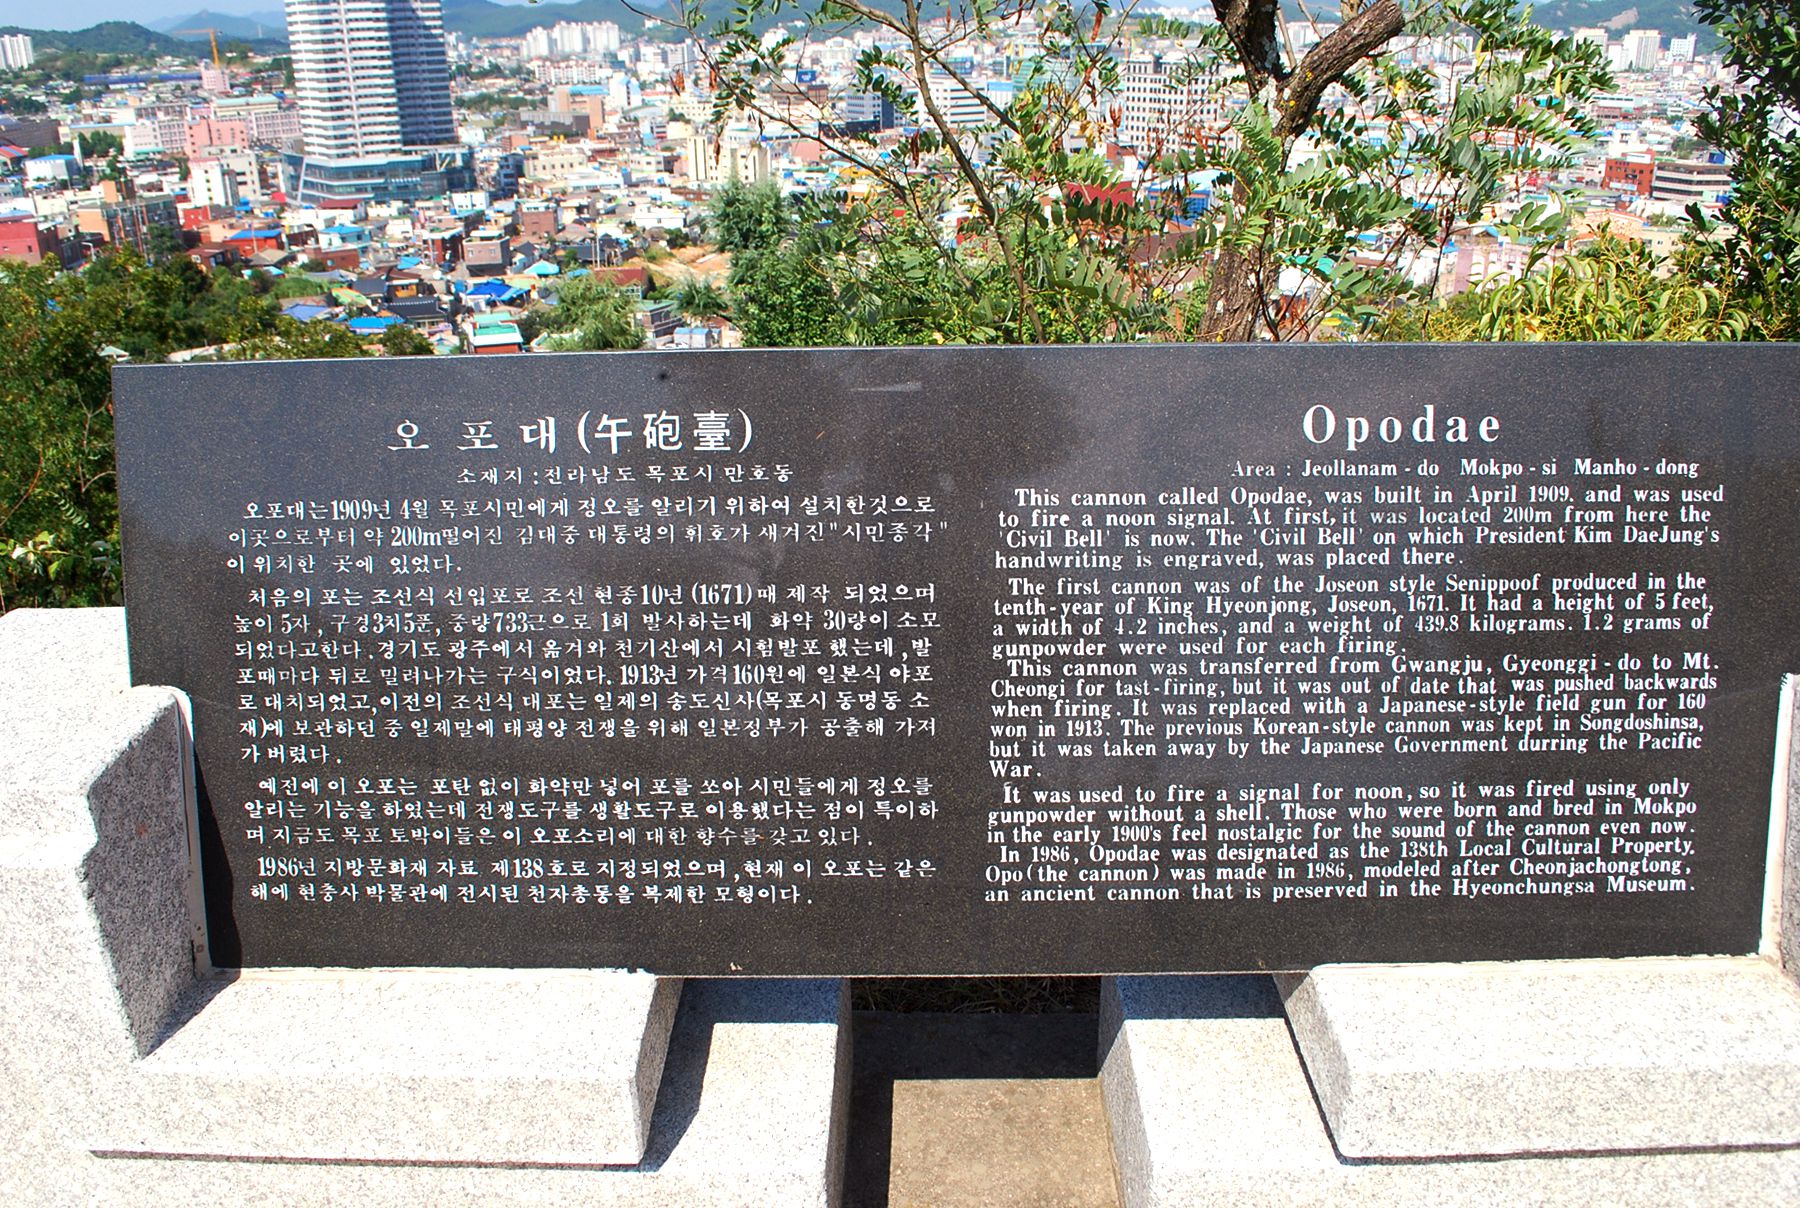 오포대(午砲臺)
소재지:전라남도 목포시 만호동
오포대는 1909년 4월 목포시민에게 정오를 알리기 위하여 설치한것으로
이곳으로부터 약 200m떨어진 김대중 대통령의 휘호가 새겨진 "시민종각"
이 위치한 곳에 있었다.
처음의 포는 조선식 선입포로 조선 현종10년 (1671)때 제작 되었으며
높이 5자, 구경3치5푼, 중량733근으로 1회 발사하는데 화약 30량이 소모
되었다고한다.경기도 광주에서 옮겨와 천기산에서 시험발포 했는데,발
포때마다 뒤로 밀려나가는 구식이었다. 1913년 가격 160원에 일본식 야포
로 대치되었고,이전의 조선식 대포는 일제의 송도신사(목포시 동명동 소
재)에 보관하던 중 일제말에 태평양 전쟁을 위해 일본정부가 공출해 가져
가 버렸다.
예전에 이 오포는 포탄 없이 화약만 넣어 포를 쏘아 시민들에게 정오를
알리는 기능을 하였는데 전쟁도구를 생활도구로 이용했다는 점이 특이하
며 지금도 목포 토박이들은 이 오포소리에 대한 향수를 갖고 있다.
1986년 지방문화재 자료 제138호로 지정되었으며,현재 이 오포는 같은
해에 현충사 박물관에 전시된 천자총통을 복제한 모형이다.
Opodae
Area : Jeollanam-do Mokpo-si Manho-dong
This cannon called Opodae, was built in April 1909. and was used
to fire a noon signal. At first, it was located 200m from here the
'Civil Bell' is now. The 'Civil Bell' on which President Kim DaeJung's
handwriting is engraved, was placed there.
The first cannon was of the Joseon style Senippoof produced in the
tenth-year of King Hyeonjong, Joseon, 1671. It had a height of 5 feet,
a width of 4.2 inches, and a weight of 439.8 kilograms. 1.2 grams of
gunpowder were used for each firing.
This cannon was transferred from Gwangju, Gyeonggi-do to Mt.
Cheongi for tast-firing, but it was out of date that was pushed backwards
when firing. It was replaced with a Japanese-style field gun for 160
won in 1913. The previous Korean-style cannon was kept in Songdoshinsa,
but it was taken away by the Japanese Government durring the Pacific
War.
It was used to fire a signal for noon, so it was fired using only
gunpowder without a shell. Those who were born and bred in Mokpo
in the early 1900's feel nostalgic for the sound of the cannon even now.
In 1986, Opodae was designated as the 138th Local Cultural Property.
Opo(the cannon) was made in 1986, modeled after Cheonjachongtong,
an ancient cannon that is preserved in the Hyeonchungsa Museum.